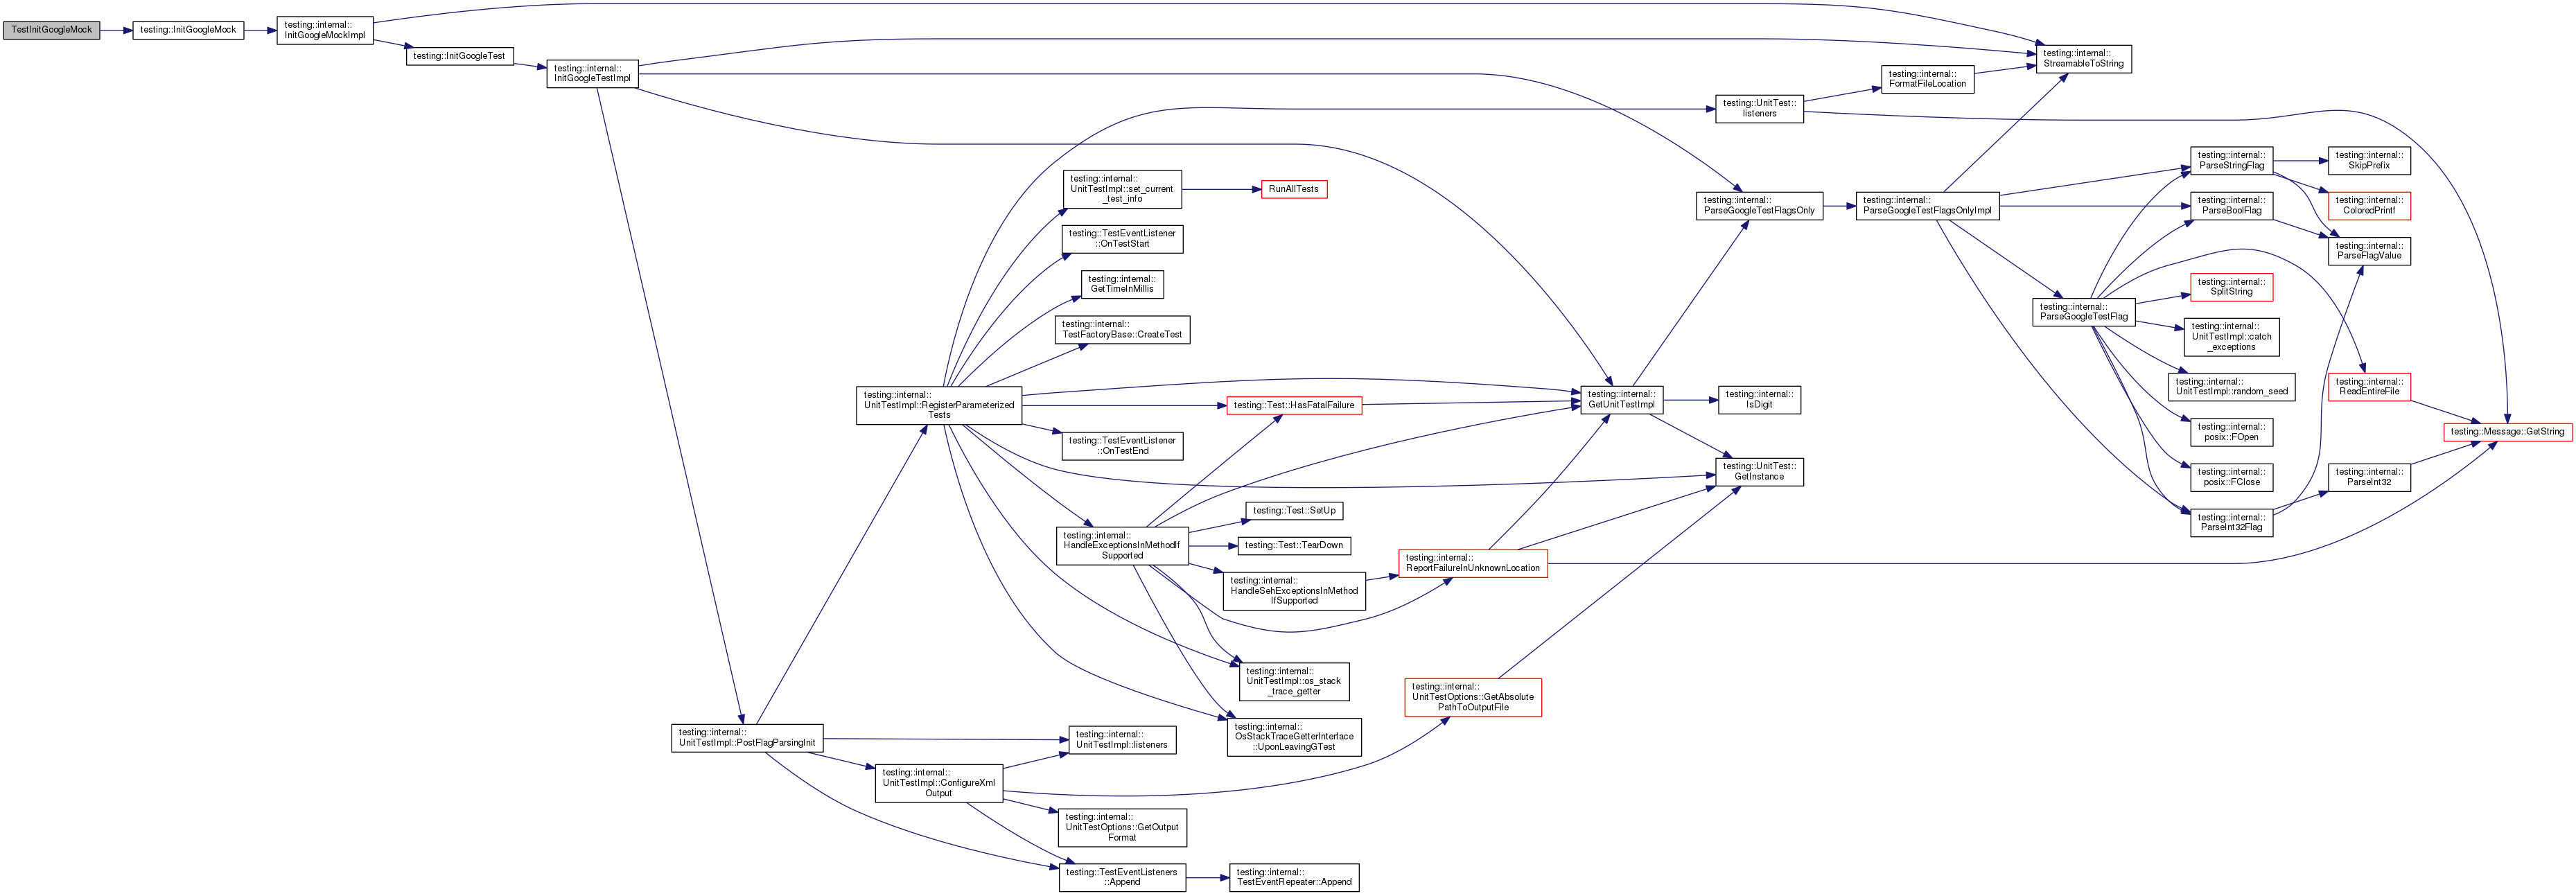 TestInitGoogleMock
testing::InitGoogleMock
testing::internal::
InitGoogleMockImpl
testing::InitGoogleTest
testing::internal::
InitGoogleTestImpl
testing::internal::
StreamableToString
testing::internal::
FormatFileLocation
testing::UnitTest::
listeners
testing::internal::
UnitTestImpl::set_current
_test_info
RunAllTests
testing::TestEventListener
::OnTestStart
testing::internal::
GetTimeInMillis
testing::internal::
TestFactoryBase::CreateTest
testing::internal::
UnitTestImpl::RegisterParameterized
Tests
testing::Test::HasFatalFailure
testing::TestEventListener
::OnTestEnd
testing::internal::
HandleExceptionsInMethodIf
Supported
testing::Test::SetUp
testing::Test::TearDown
testing::internal::
HandleSehExceptionsInMethod
IfSupported
testing::internal::
UnitTestImpl::os_stack
_trace_getter
testing::internal::
OsStackTraceGetterInterface
::UponLeavingGTest
testing::internal::
UnitTestImpl::PostFlagParsingInit
testing::internal::
UnitTestImpl::listeners
testing::internal::
UnitTestImpl::ConfigureXml
Output
testing::internal::
UnitTestOptions::GetOutput
Format
testing::TestEventListeners
::Append
testing::internal::
TestEventRepeater::Append
testing::internal::
ReportFailureInUnknownLocation
testing::internal::
UnitTestOptions::GetAbsolute
PathToOutputFile
testing::internal::
GetUnitTestImpl
testing::internal::
IsDigit
testing::UnitTest::
GetInstance
testing::internal::
ParseGoogleTestFlagsOnly
testing::internal::
ParseGoogleTestFlagsOnlyImpl
testing::internal::
ParseGoogleTestFlag
testing::internal::
ParseStringFlag
testing::internal::
SkipPrefix
testing::internal::
ColoredPrintf
testing::internal::
ParseBoolFlag
testing::internal::
ParseFlagValue
testing::internal::
SplitString
testing::internal::
UnitTestImpl::catch
_exceptions
testing::internal::
UnitTestImpl::random_seed
testing::internal::
ReadEntireFile
testing::internal::
posix::FOpen
testing::Message::GetString
testing::internal::
posix::FClose
testing::internal::
ParseInt32
testing::internal::
ParseInt32Flag